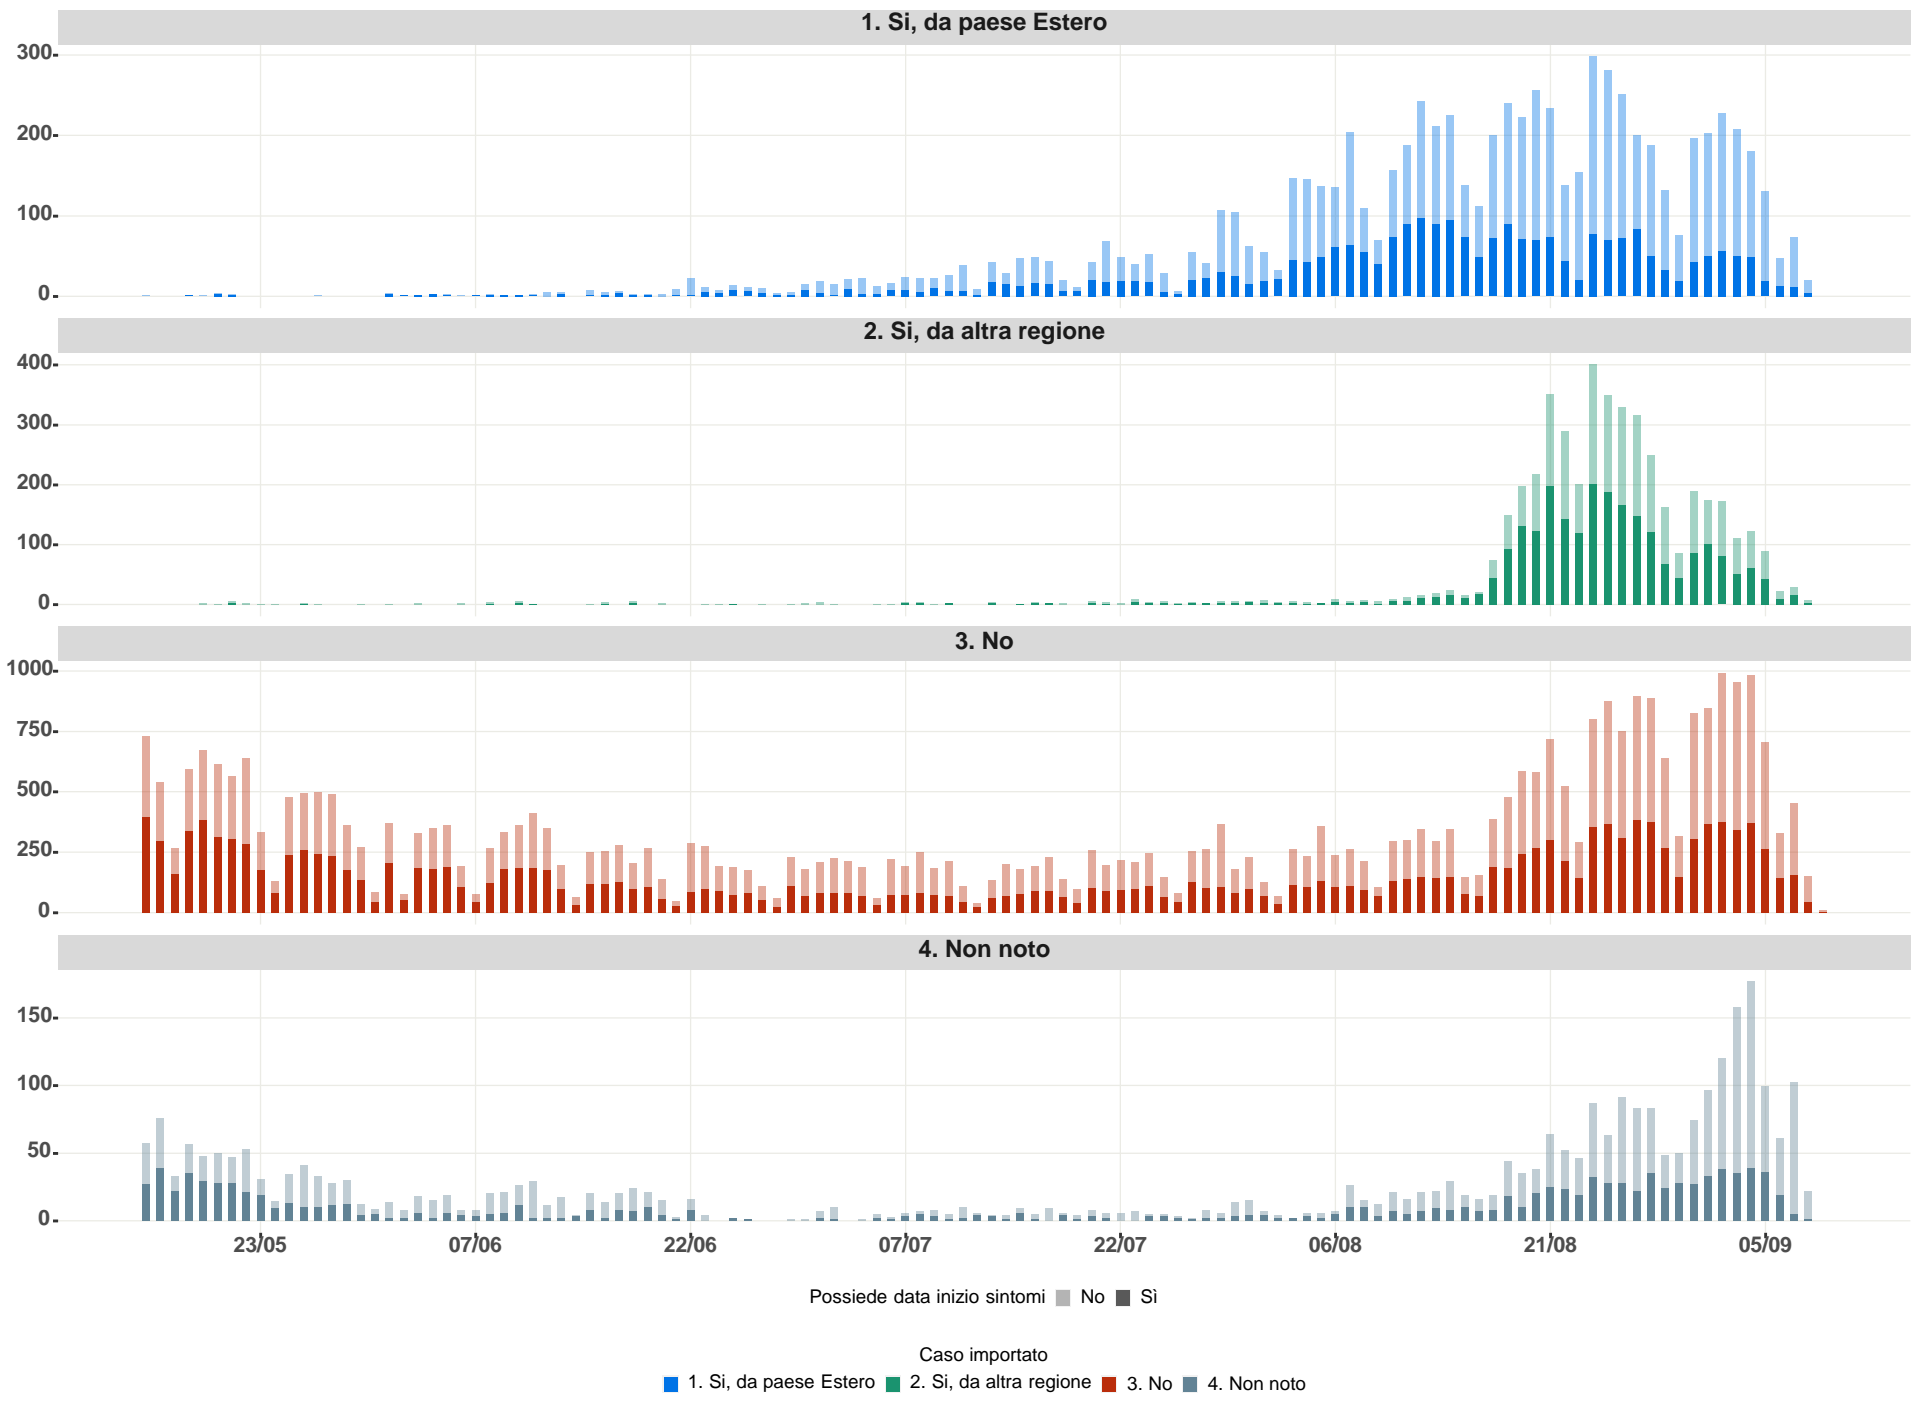 1. Si, da paese Estero
300
200
100
0
2. Si, da altra regione
400
300
200
100
0
3. No
1000
750
500
250
0
4. Non noto
150
100
50
0
23/05 07/06 22/06 07/07 22/07 06/08 21/08 05/09
Possiede data inizio sintomi No Sì
Caso importato
1. Si, da paese Estero 2. Si, da altra regione 3. No 4. Non noto